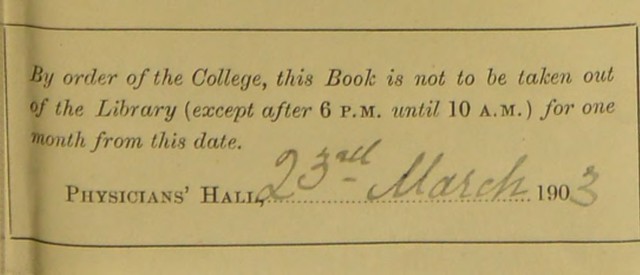 By order of the College, this Book is not to be taken out
of the Library (except after 6 P.M. until 10 A.M.) for one
month from this date.
PHYSICIANS' HALL, 23rd March 1903